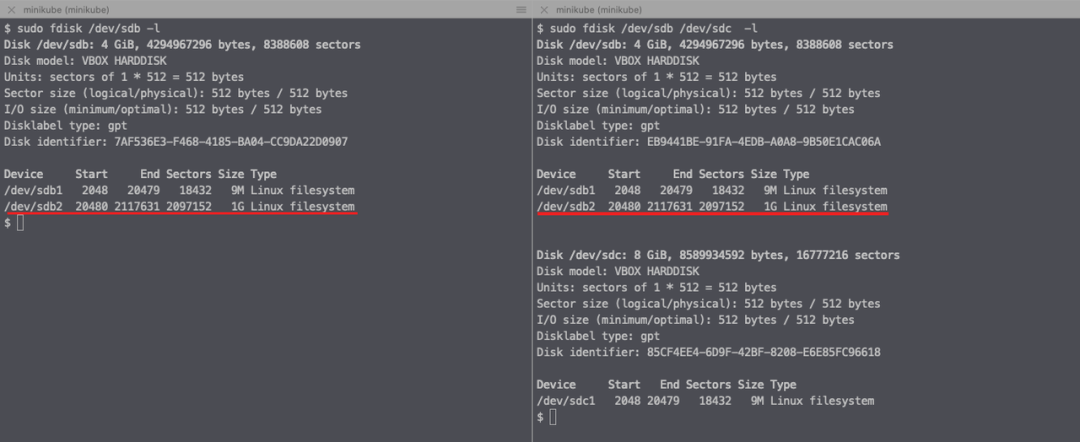 minikube (minikube)
$ sudo fdisk /dev/sdb -l
Disk /dev/sdb: 4 GiB, 4294967296 bytes, 8388608 sectors
Disk model: VBOX HARDDISK
Units: sectors of 1 * 512 = 512 bytes
Sector size (logical/physical): 512 bytes / 512 bytes
I/O size (minimum/optimal): 512 bytes / 512 bytes
Disklabel type: gpt
Disk identifier: 7AF536E3-F468-4185-BA04-CC9DA22D0907
Device     Start     End Sectors Size Type
/dev/sdb1   2048   20479   18432   9M Linux filesystem
/dev/sdb2  20480 2117631 2097152   1G Linux filesystem
$
minikube (minikube)
$ sudo fdisk /dev/sdb /dev/sdc  -l
Disk /dev/sdb: 4 GiB, 4294967296 bytes, 8388608 sectors
Disk model: VBOX HARDDISK
Units: sectors of 1 * 512 = 512 bytes
Sector size (logical/physical): 512 bytes / 512 bytes
I/O size (minimum/optimal): 512 bytes / 512 bytes
Disklabel type: gpt
Disk identifier: EB9441BE-91FA-4EDB-A0A8-9B50E1CAC06A
Device     Start     End Sectors Size Type
/dev/sdb1   2048   20479   18432   9M Linux filesystem
/dev/sdb2  20480 2117631 2097152   1G Linux filesystem
Disk /dev/sdc: 8 GiB, 8589934592 bytes, 16777216 sectors
Disk model: VBOX HARDDISK
Units: sectors of 1 * 512 = 512 bytes
Sector size (logical/physical): 512 bytes / 512 bytes
I/O size (minimum/optimal): 512 bytes / 512 bytes
Disklabel type: gpt
Disk identifier: 85CF4EE4-6D9F-42BF-8208-E6E85FC96618
Device     Start   End Sectors Size Type
/dev/sdc1   2048 20479   18432   9M Linux filesystem
$